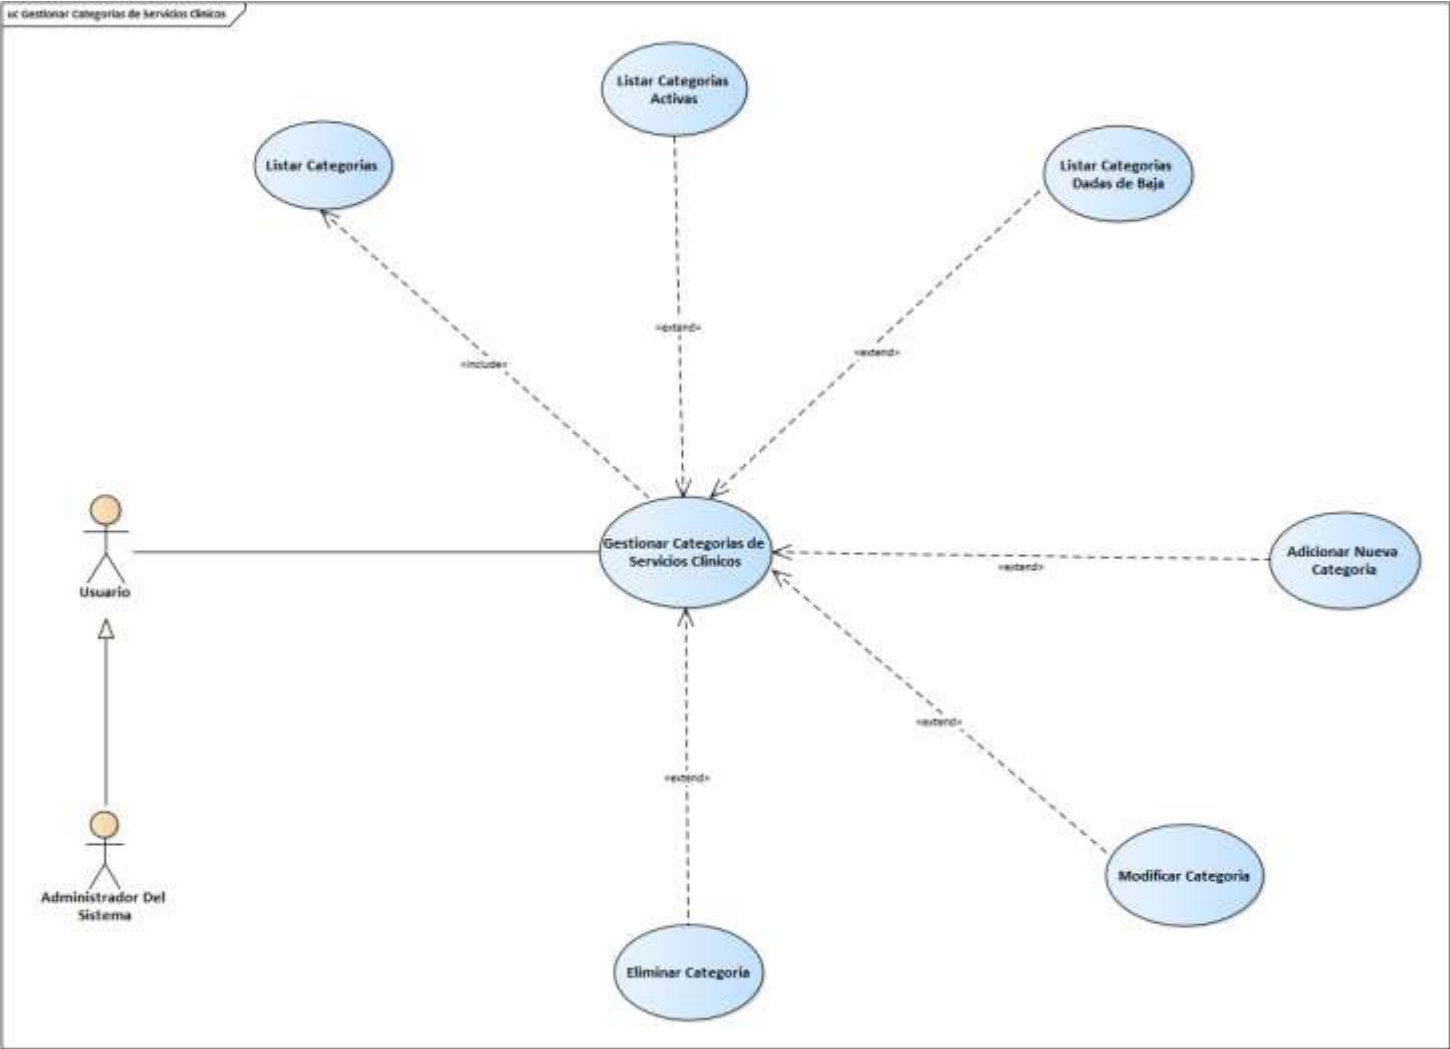 uc Gestionar Categorias de Servicios Clinicos
Listar Categorias
Activas
Listar Categorias
Listar Categorias
Dadas de Baja
«extend»
«extend»
«include»
Usuario
Gestionar Categorias de
Servicios Clinicos
Adicionar Nueva
Categoria
«extend»
«extend»
«extend»
Administrador Del
Sistema
Modificar Categoria
Eliminar Categoria